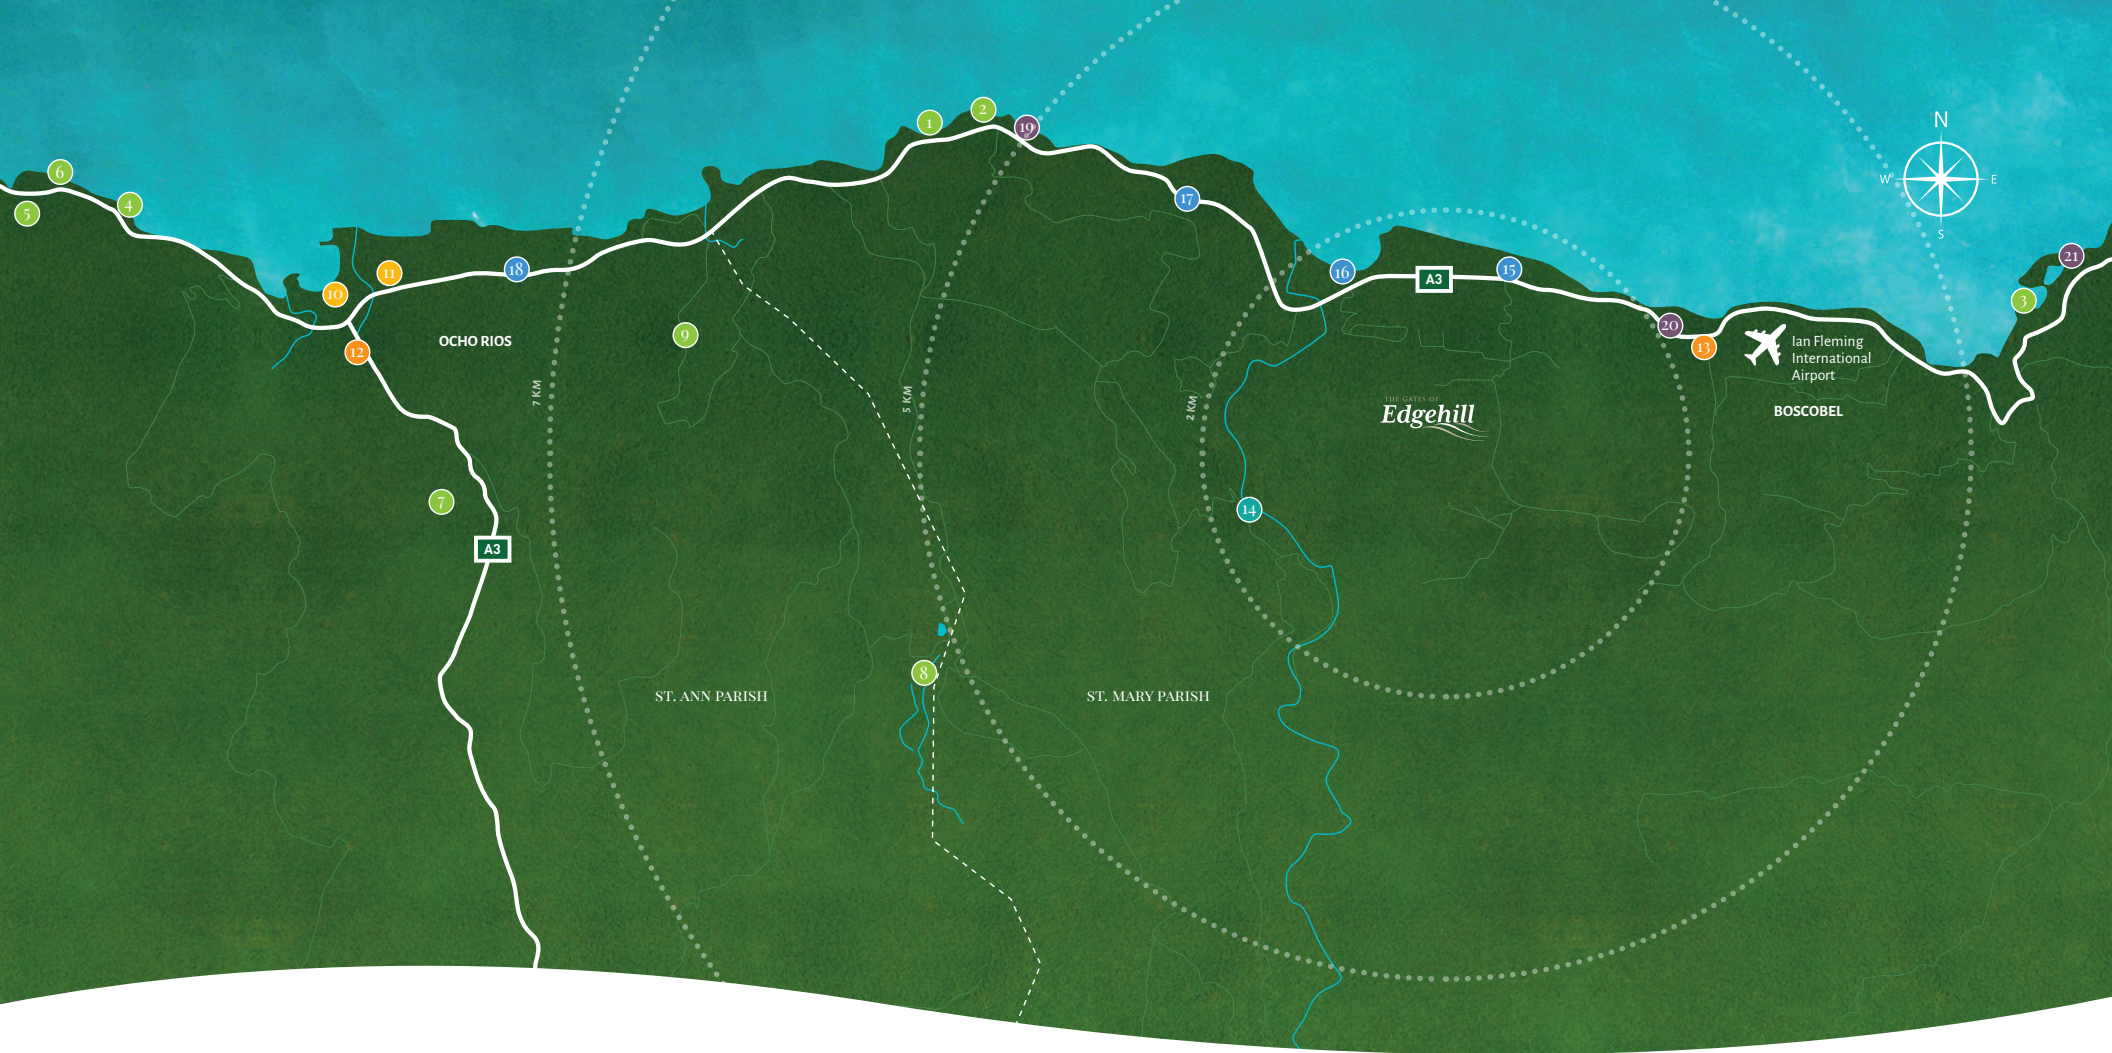 N
W
E
S
1
2
19
6
4
5
17
21
11
18
16
A3
15
10
3
20
12
OCHO RIOS
9
13
Ian Fleming
International
Airport
7 KM
5 KM
2 KM
THE GATES OF
Edgehill
BOSCOBEL
7
14
A3
8
ST. ANN PARISH
ST. MARY PARISH